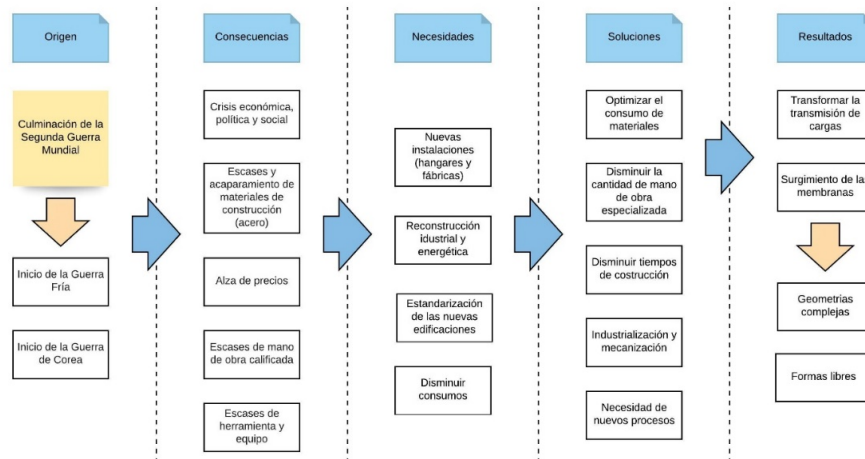 Origen
Culminación de la
Segunda Guerra
Mundial
Inicio de la Guerra
Fría
Inicio de la Guerra
de Corea
Consecuencias
Crisis económica,
política y social
Escases y
acaparamiento de
materiales de
construcción
(acero)
Alza de precios
Escases de mano
de obra calificada
Escases de
herramienta y
equipo
Necesidades
Nuevas
instalaciones
(hangares y
fábricas)
Reconstrucción
idustrial y
energética
Estandarización
de las nuevas
edificaciones
Disminuir
consumos
Soluciones
Optimizar el
consumo de
materiales
Disminuir la
cantidad de mano
de obra
especializada
Disminuir tiempos
de costrucción
Industrialización y
mecanización
Necesidad de
nuevos procesos
Resultados
Transformar la
transmisión de
cargas
Surgimiento de las
membranas
Geometrías
complejas
Formas libres